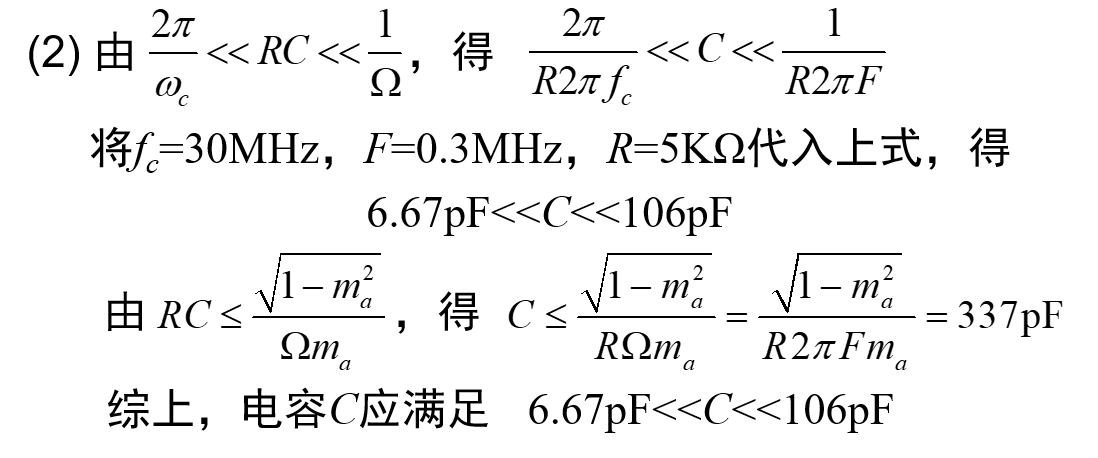 (2) 由 2π/ω_c << RC << 1/Ω，得 2π/(R2πf_c) << C << 1/(R2πF)
将f_c=30MHz，F=0.3MHz，R=5KΩ代入上式，得
6.67pF<<C<<106pF
由 RC ≤ √(1−m_a²)/(Ωm_a)，得 C ≤ √(1−m_a²)/(RΩm_a) = √(1−m_a²)/(R2πFm_a) = 337pF
综上，电容C应满足 6.67pF<<C<<106pF